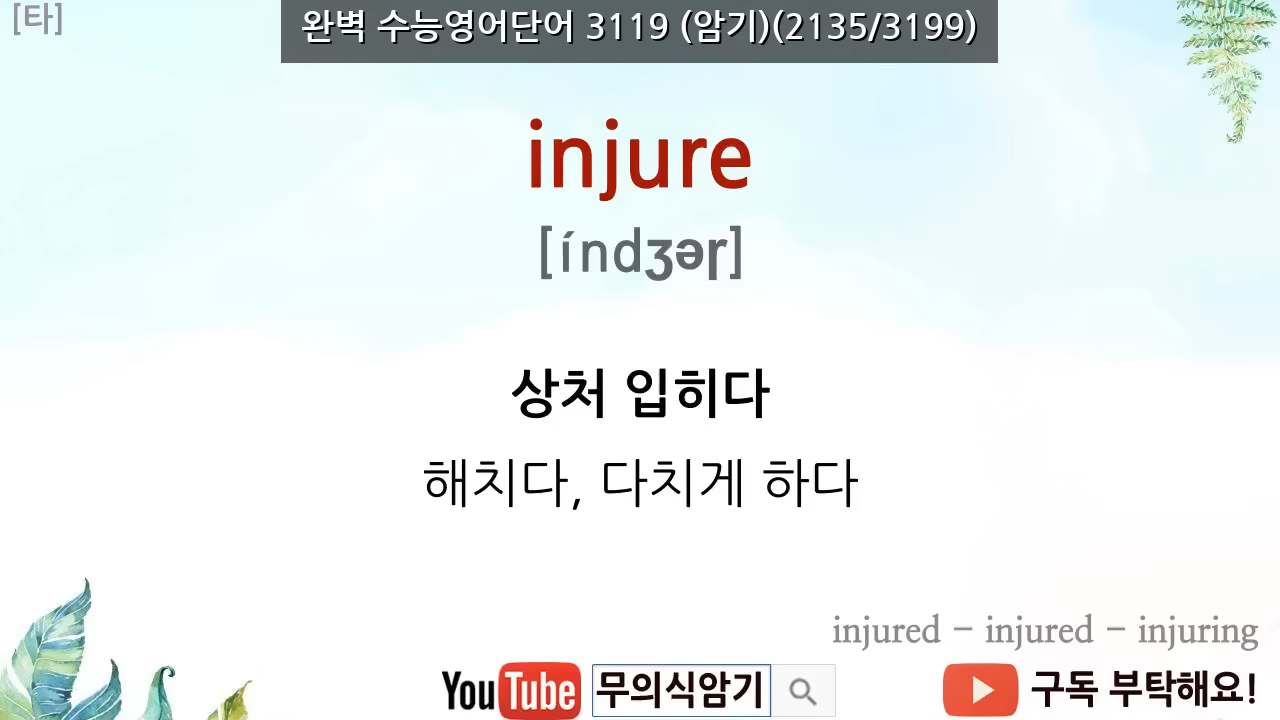 [타]
완벽 수능영어단어 3119 (암기)(2135/3199)
injure
[índʒər]
상처 입히다
해치다, 다치게 하다
injured - injured - injuring
YouTube 무의식암기
구독 부탁해요!